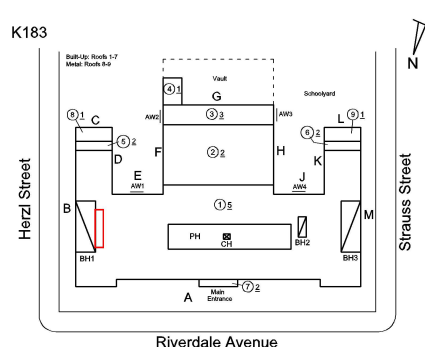 K183
N
Built-Up: Roofs 1-7
Metal: Roofs 8-9
Vault
Schoolyard
4 1
G
8 1
C
AW2
3 3
AW3
L
9 1
5 2
D
F
2 2
H
6 2
K
E
AW1
J
AW4
Herzl Street
Strauss Street
B
1 5
M
PH
CH
BH1
BH2
BH3
7 2
A
Main
Entrance
Riverdale Avenue